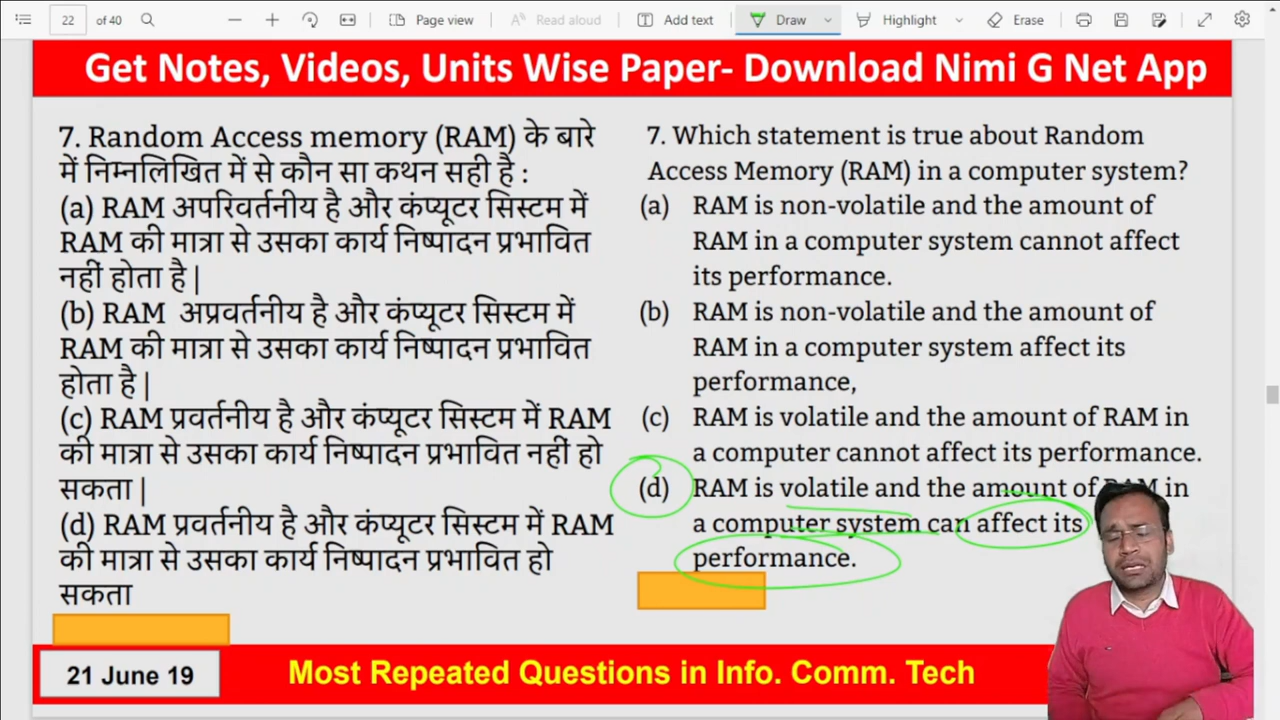 22 of 40
Page view
Read aloud
Add text
Draw
Highlight
Erase
Get Notes, Videos, Units Wise Paper- Download Nimi G Net App
7. Random Access memory (RAM) के बारे
में निम्नलिखित में से कौन सा कथन सही है :
(a) RAM अपरिवर्तनीय है और कंप्यूटर सिस्टम में
RAM की मात्रा से उसका कार्य निष्पादन प्रभावित
नहीं होता है |
(b) RAM अप्रवर्तनीय है और कंप्यूटर सिस्टम में
RAM की मात्रा से उसका कार्य निष्पादन प्रभावित
होता है |
(c) RAM प्रवर्तनीय है और कंप्यूटर सिस्टम में RAM
की मात्रा से उसका कार्य निष्पादन प्रभावित नहीं हो
सकता |
(d) RAM प्रवर्तनीय है और कंप्यूटर सिस्टम में RAM
की मात्रा से उसका कार्य निष्पादन प्रभावित हो
सकता
7. Which statement is true about Random
Access Memory (RAM) in a computer system?
(a) RAM is non-volatile and the amount of
RAM in a computer system cannot affect
its performance.
(b) RAM is non-volatile and the amount of
RAM in a computer system affect its
performance,
(c) RAM is volatile and the amount of RAM in
a computer cannot affect its performance.
(d) RAM is volatile and the amount of RAM in
a computer system can affect its
performance.
21 June 19
Most Repeated Questions in Info. Comm. Tech